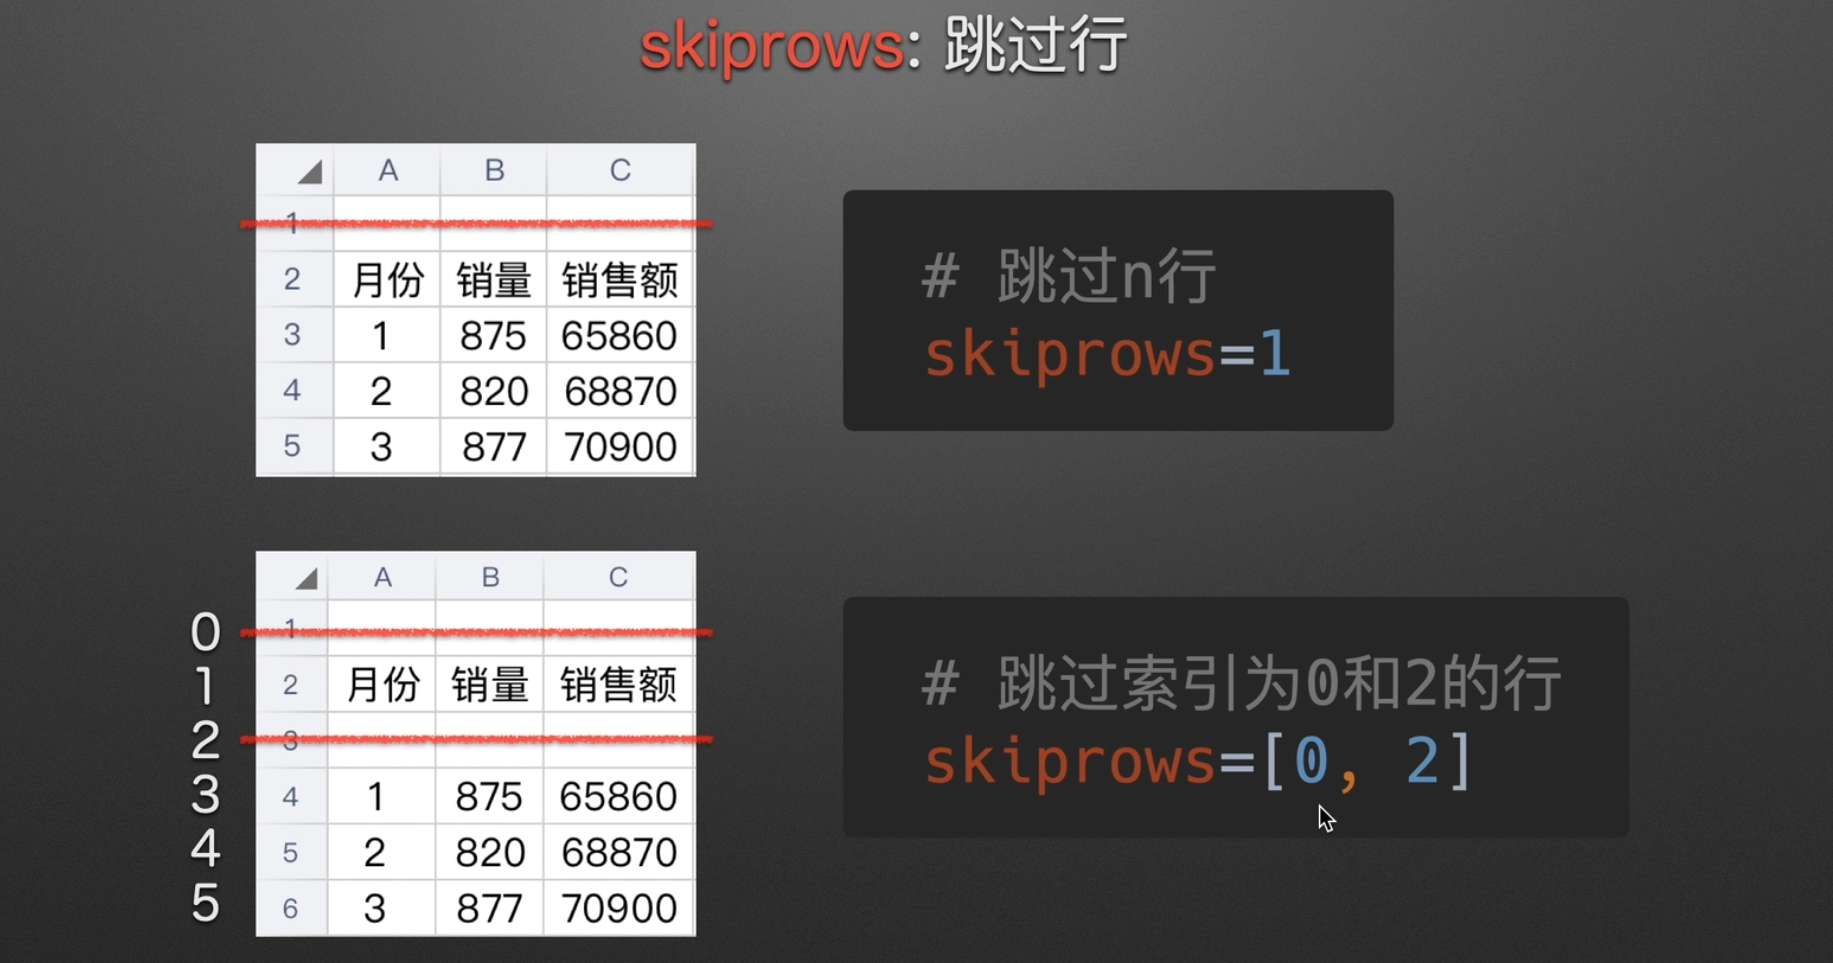 skiprows: 跳过行
A B C
1
2 月份 销量 销售额
3 1 875 65860
4 2 820 68870
5 3 877 70900
# 跳过n行
skiprows=1
A B C
0 1
1 2 月份 销量 销售额
2 3
3 4 1 875 65860
4 5 2 820 68870
5 6 3 877 70900
# 跳过索引为0和2的行
skiprows=[0, 2]